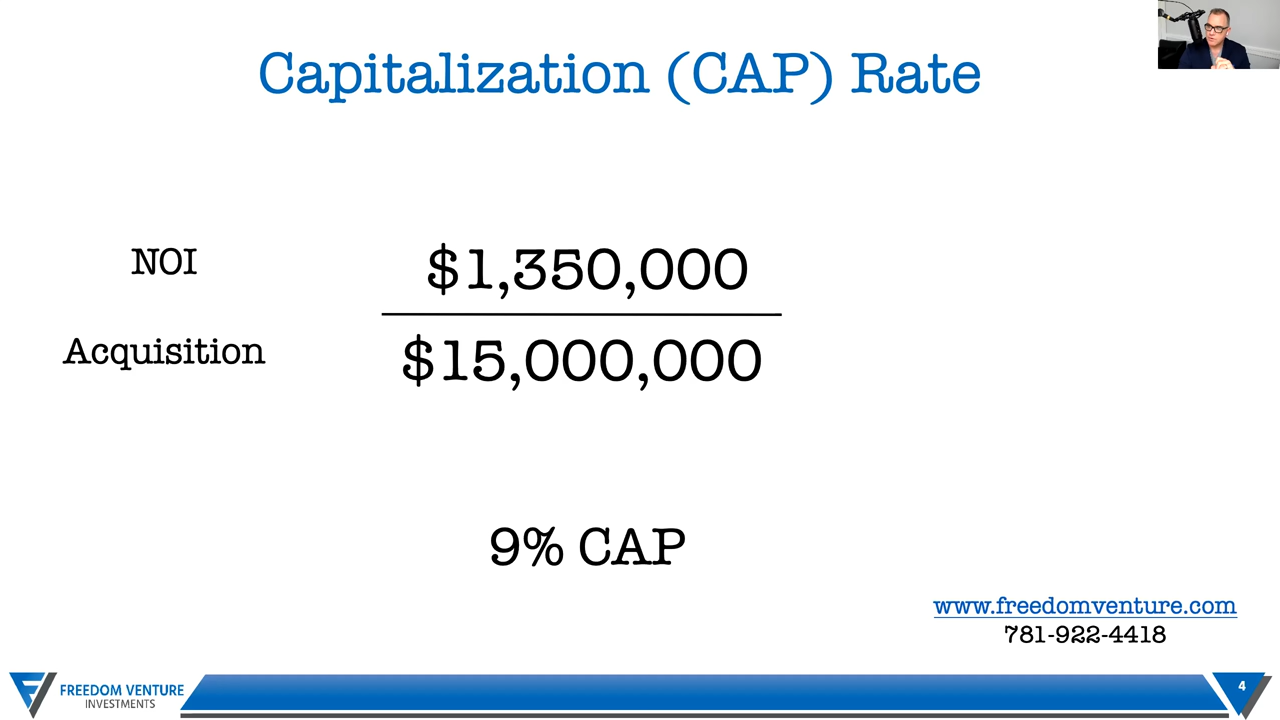 Capitalization (CAP) Rate
NOI
$1,350,000
Acquisition
$15,000,000
9% CAP
www.freedomventure.com
781-922-4418
FREEDOM VENTURE
INVESTMENTS
4